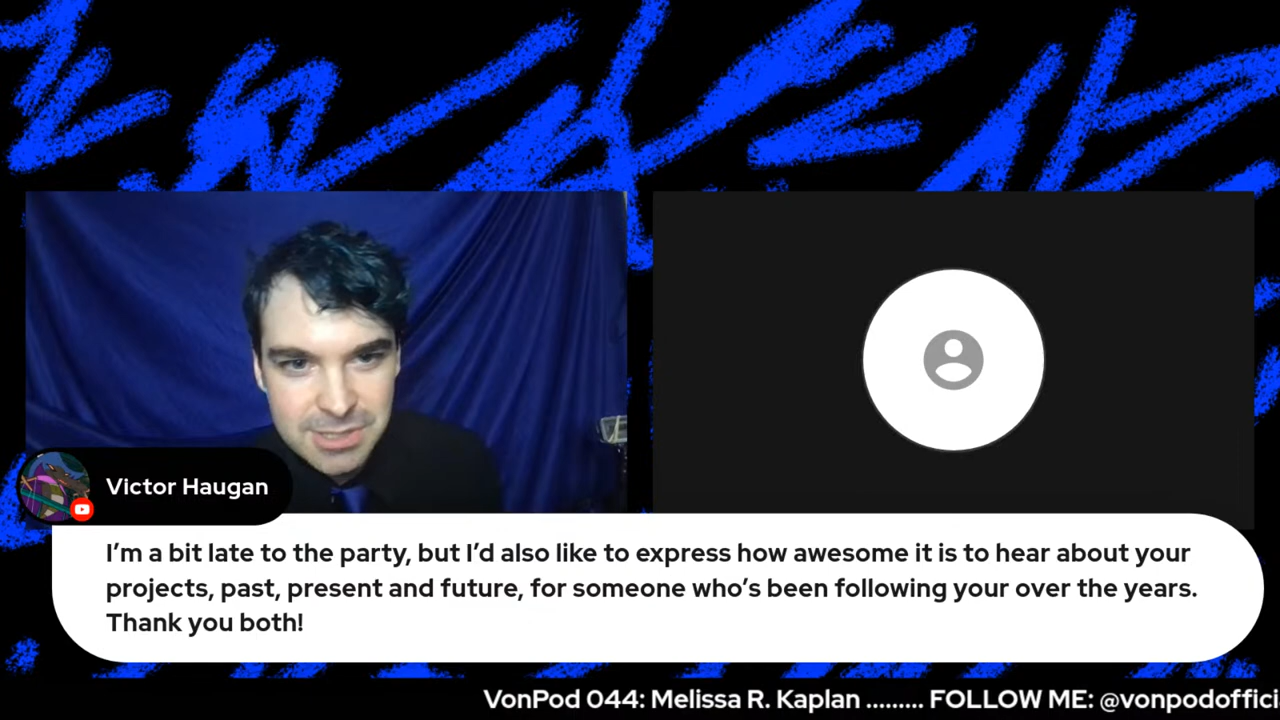 Victor Haugan
I’m a bit late to the party, but I’d also like to express how awesome it is to hear about your
projects, past, present and future, for someone who’s been following your over the years.
Thank you both!
VonPod 044: Melissa R. Kaplan ......... FOLLOW ME: @vonpodoffici